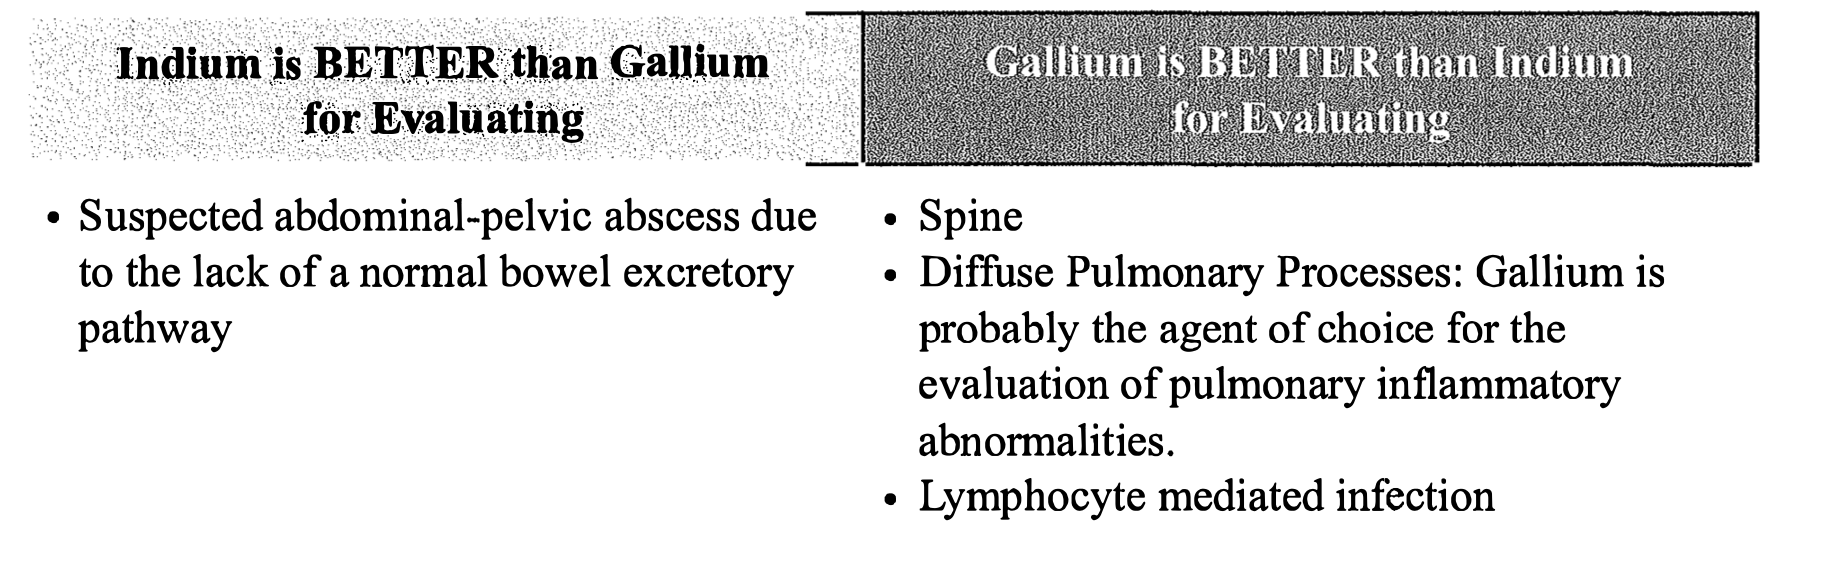 Indium is BETTER than Gallium
for Evaluating
Gallium is BETTER than Indium
for Evaluating
• Suspected abdominal-pelvic abscess due
to the lack of a normal bowel excretory
pathway
• Spine
• Diffuse Pulmonary Processes: Gallium is
probably the agent of choice for the
evaluation of pulmonary inflammatory
abnormalities.
• Lymphocyte mediated infection